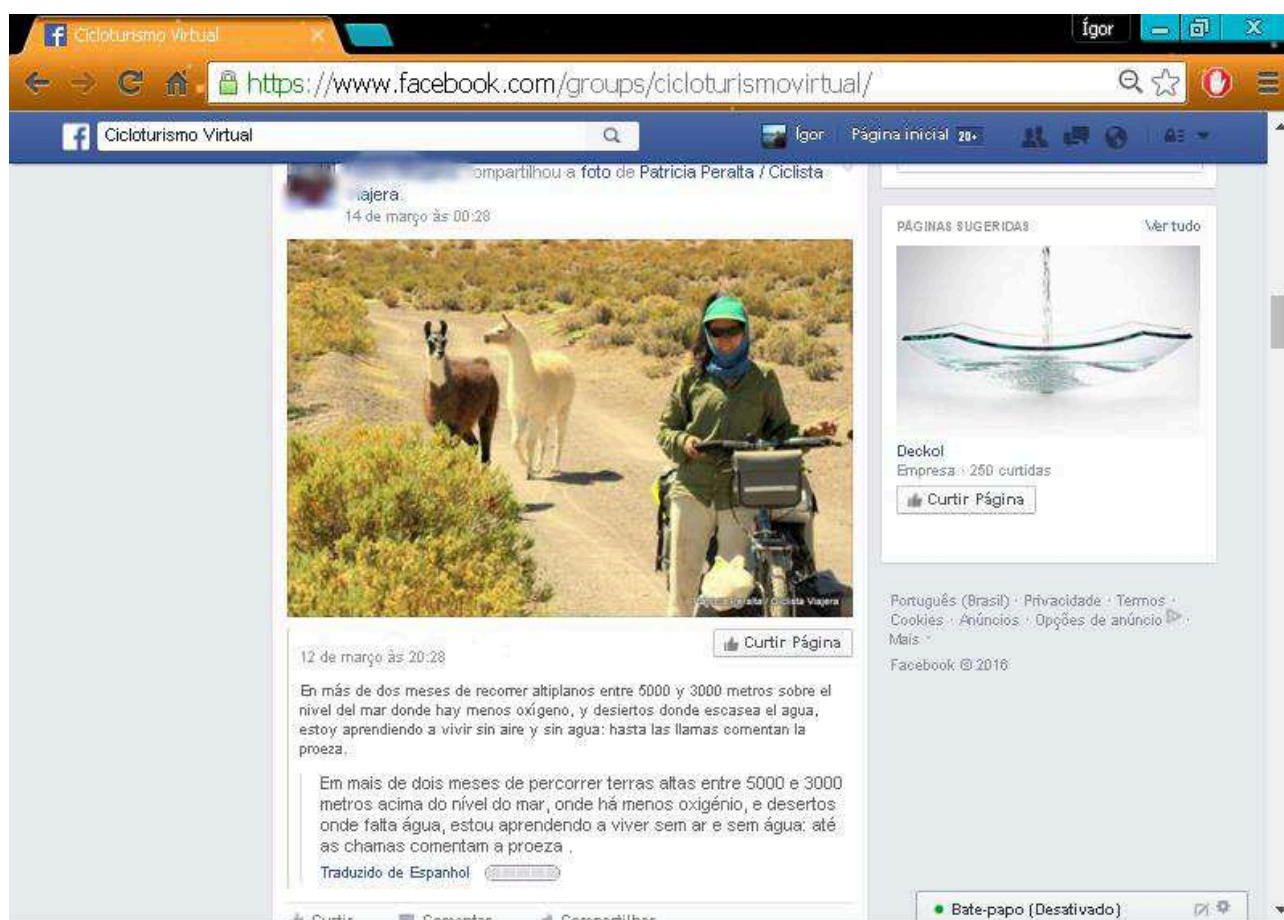 Cicloturismo Virtual
Ígor
https://www.facebook.com/groups/cicloturismovirtual/
Cicloturismo Virtual
Ígor
Página inicial 20+
ompartilhou a foto de Patricia Peralta / Ciclista
iajera.
14 de março às 00:28
Peralta / Ciclista Viajera
Curtir Página
12 de março às 20:28
En más de dos meses de recorrer altiplanos entre 5000 y 3000 metros sobre el
nivel del mar donde hay menos oxígeno, y desiertos donde escasea el agua,
estoy aprendiendo a vivir sin aire y sin agua: hasta las llamas comentan la
proeza.
Em mais de dois meses de percorrer terras altas entre 5000 e 3000
metros acima do nível do mar, onde há menos oxigénio, e desertos
onde falta água, estou aprendendo a viver sem ar e sem água: até
as chamas comentam a proeza .
Traduzido de Espanhol
Curtir Comentar Compartilhar
PÁGINAS SUGERIDAS Ver tudo
Deckol
Empresa · 250 curtidas
Curtir Página
Português (Brasil) · Privacidade · Termos ·
Cookies · Anúncios · Opções de anúncio ·
Mais
Facebook © 2016
Bate-papo (Desativado)